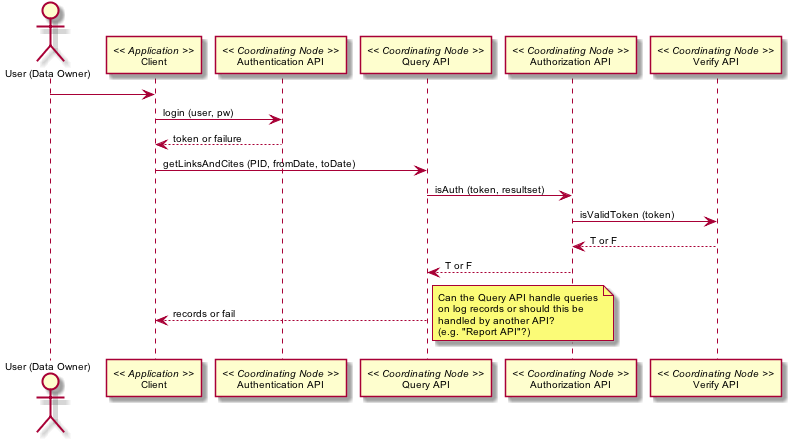 User (Data Owner)
<< Application >>
Client
<< Coordinating Node >>
Authentication API
<< Coordinating Node >>
Query API
<< Coordinating Node >>
Authorization API
<< Coordinating Node >>
Verify API
login (user, pw)
token or failure
getLinksAndCites (PID, fromDate, toDate)
isAuth (token, resultset)
isValidToken (token)
T or F
T or F
records or fail
Can the Query API handle queries
on log records or should this be
handled by another API?
(e.g. "Report API"?)
User (Data Owner)
<< Application >>
Client
<< Coordinating Node >>
Authentication API
<< Coordinating Node >>
Query API
<< Coordinating Node >>
Authorization API
<< Coordinating Node >>
Verify API